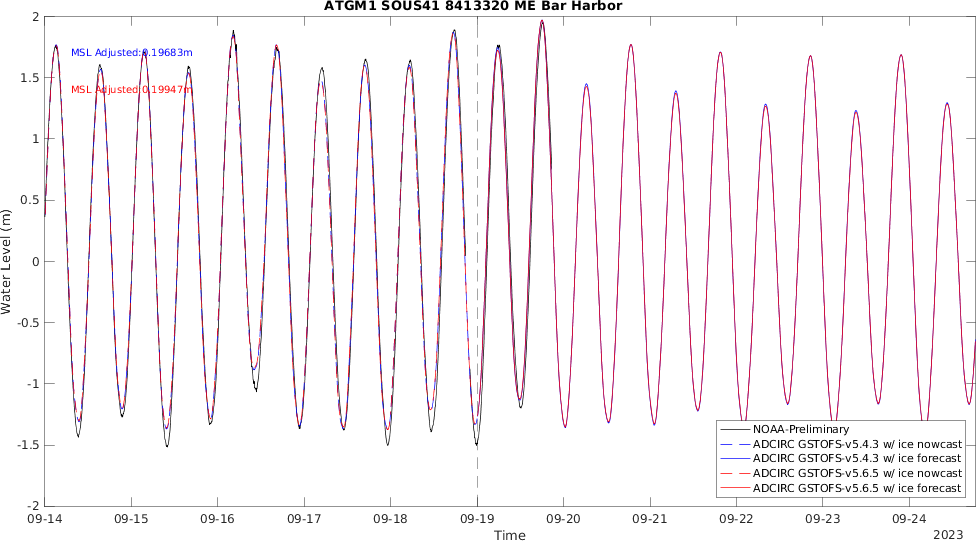 ATGM1 SOUS41 8413320 ME Bar Harbor
2
1.5
1
0.5
0
-0.5
-1
-1.5
-2
Water Level (m)
MSL Adjusted:0.19683m
MSL Adjusted:0.19947m
NOAA-Preliminary
ADCIRC GSTOFS-v5.4.3 w/ ice nowcast
ADCIRC GSTOFS-v5.4.3 w/ ice forecast
ADCIRC GSTOFS-v5.6.5 w/ ice nowcast
ADCIRC GSTOFS-v5.6.5 w/ ice forecast
09-14 09-15 09-16 09-17 09-18 09-19 09-20 09-21 09-22 09-23 09-24
Time
2023